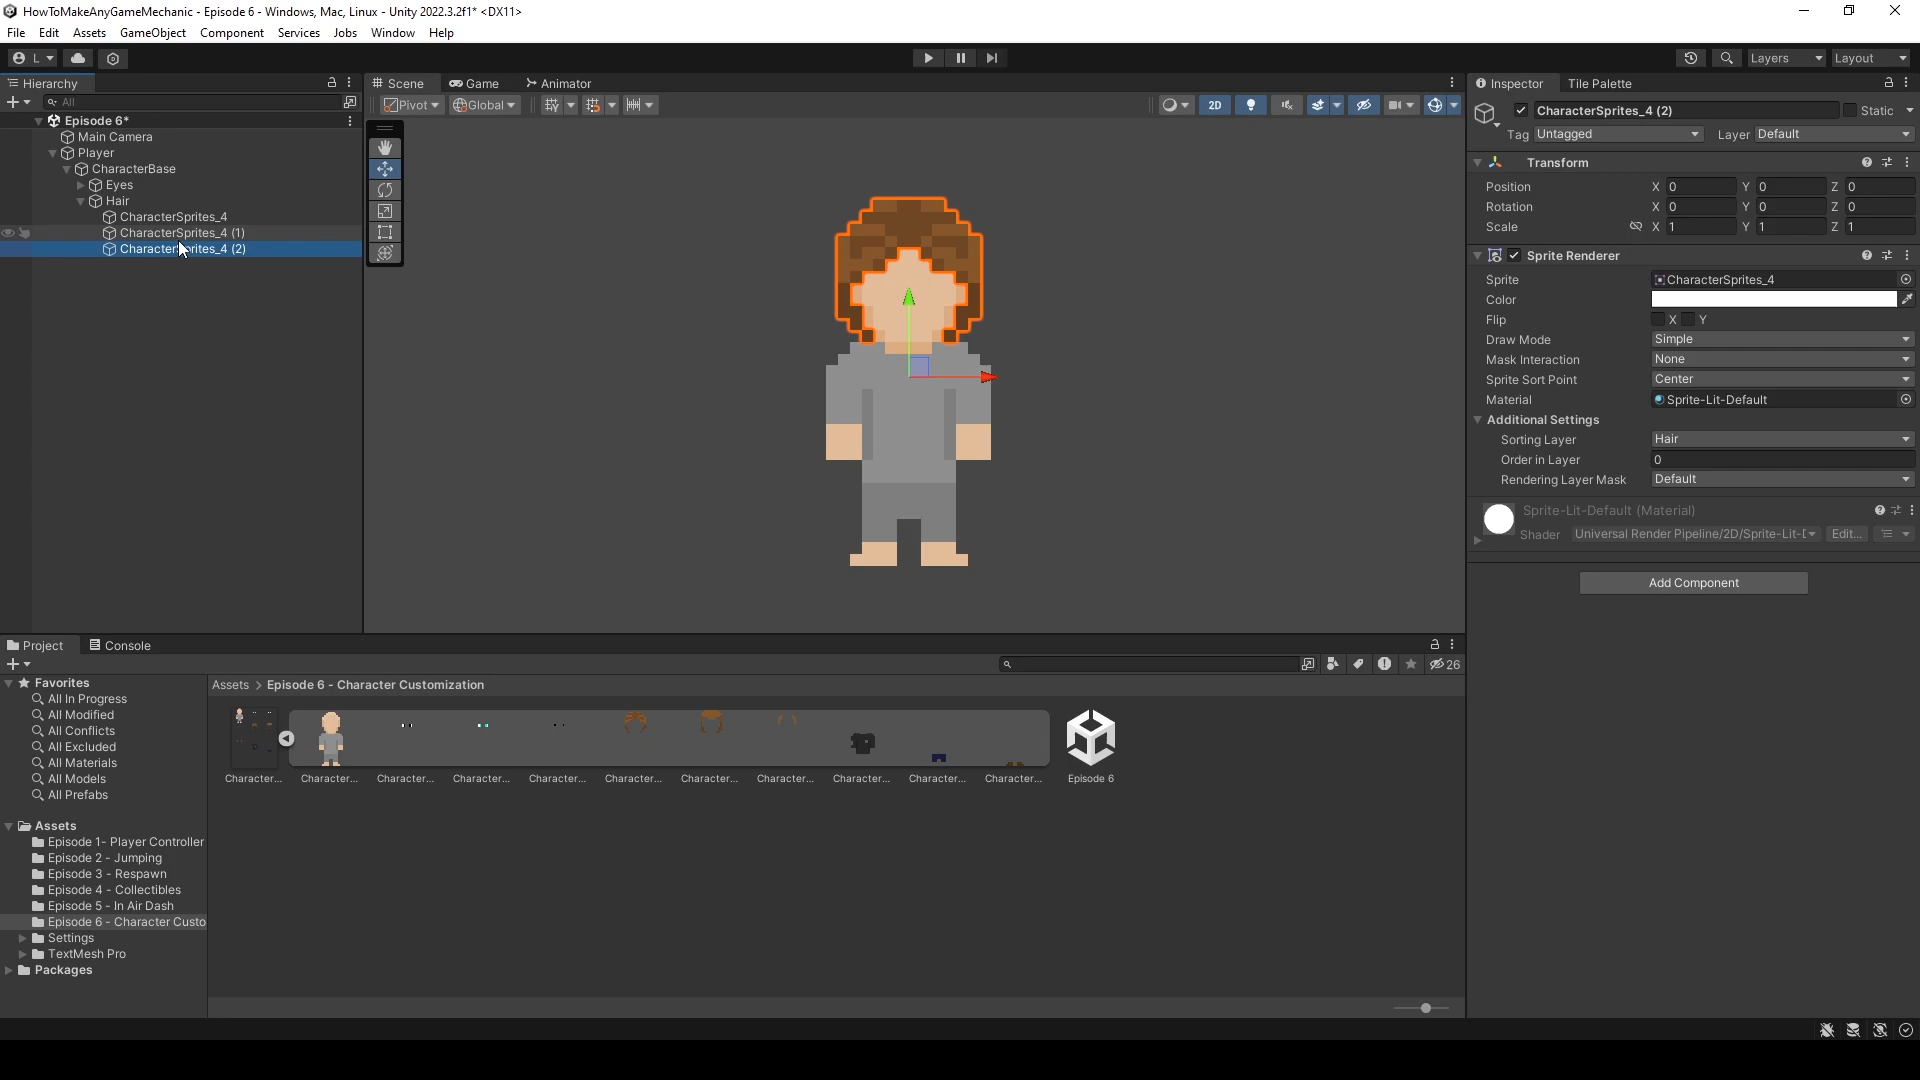 HowToMakeAnyGameMechanic - Episode 6 - Windows, Mac, Linux - Unity 2022.3.2f1* <DX11>
File Edit Assets GameObject Component Services Jobs Window Help
L Layers Layout
Hierarchy
All
Episode 6*
Main Camera
Player
CharacterBase
Eyes
Hair
CharacterSprites_4
CharacterSprites_4 (1)
CharacterSprites_4 (2)
Scene Game Animator
Pivot Global 2D
Inspector Tile Palette
CharacterSprites_4 (2) Static
Tag Untagged Layer Default
Transform
Position X 0 Y 0 Z 0
Rotation X 0 Y 0 Z 0
Scale X 1 Y 1 Z 1
Sprite Renderer
Sprite CharacterSprites_4
Color
Flip X Y
Draw Mode Simple
Mask Interaction None
Sprite Sort Point Center
Material Sprite-Lit-Default
Additional Settings
Sorting Layer Hair
Order in Layer 0
Rendering Layer Mask Default
Sprite-Lit-Default (Material)
Shader Universal Render Pipeline/2D/Sprite-Lit-D Edit...
Add Component
Project Console
26
Favorites
All In Progress
All Modified
All Conflicts
All Excluded
All Materials
All Models
All Prefabs
Assets
Episode 1- Player Controller
Episode 2 - Jumping
Episode 3 - Respawn
Episode 4 - Collectibles
Episode 5 - In Air Dash
Episode 6 - Character Custo
Settings
TextMesh Pro
Packages
Assets > Episode 6 - Character Customization
Character... Character... Character... Character... Character... Character... Character... Character... Character... Character... Character... Episode 6